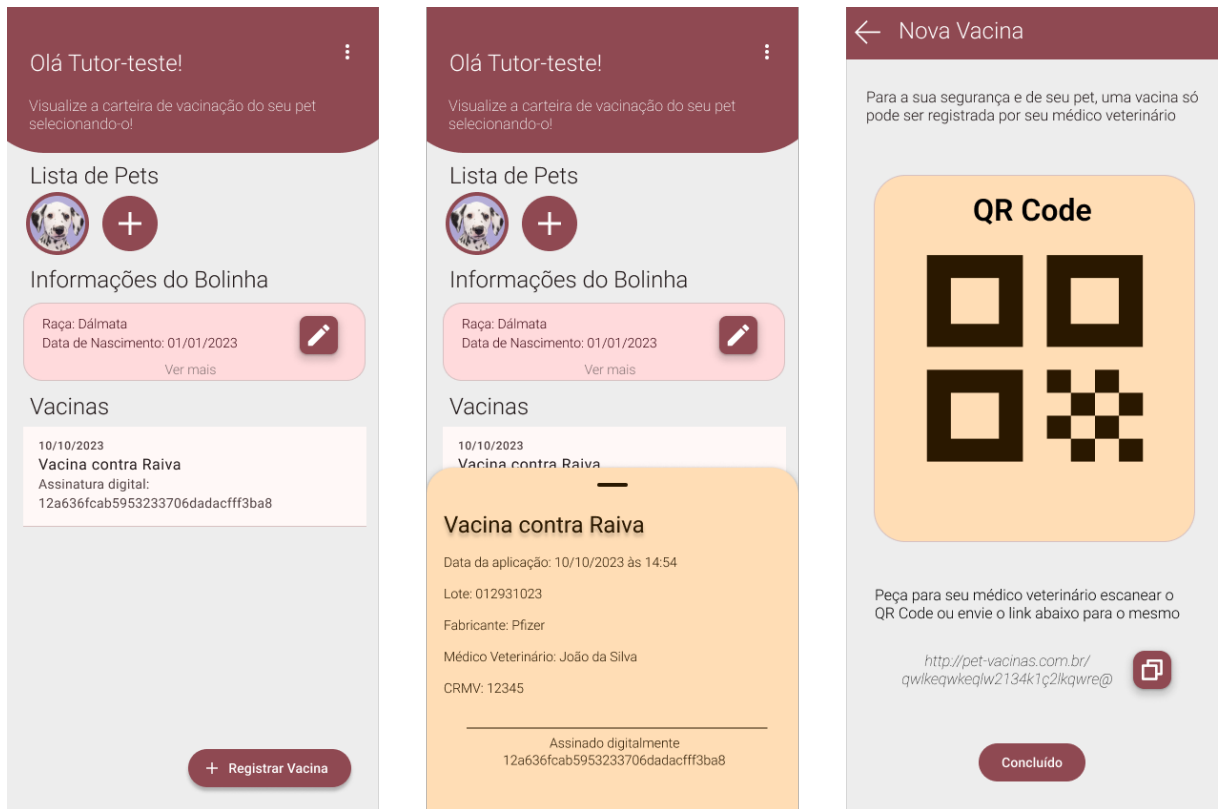 Olá Tutor-teste!
Visualize a carteira de vacinação do seu pet
selecionando-o!
Lista de Pets
Informações do Bolinha
Raça: Dálmata
Data de Nascimento: 01/01/2023
Ver mais
Vacinas
10/10/2023
Vacina contra Raiva
Assinatura digital:
12a636fcab5953233706dadacfff3ba8
+ Registrar Vacina
Olá Tutor-teste!
Visualize a carteira de vacinação do seu pet
selecionando-o!
Lista de Pets
Informações do Bolinha
Raça: Dálmata
Data de Nascimento: 01/01/2023
Ver mais
Vacinas
10/10/2023
Vacina contra Raiva
Vacina contra Raiva
Data da aplicação: 10/10/2023 às 14:54
Lote: 012931023
Fabricante: Pfizer
Médico Veterinário: João da Silva
CRMV: 12345
Assinado digitalmente
12a636fcab5953233706dadacfff3ba8
Nova Vacina
Para a sua segurança e de seu pet, uma vacina só
pode ser registrada por seu médico veterinário
QR Code
Peça para seu médico veterinário escanear o
QR Code ou envie o link abaixo para o mesmo
http://pet-vacinas.com.br/
qwlkeqwkeqlw2134k1ç2lkqwre@
Concluído